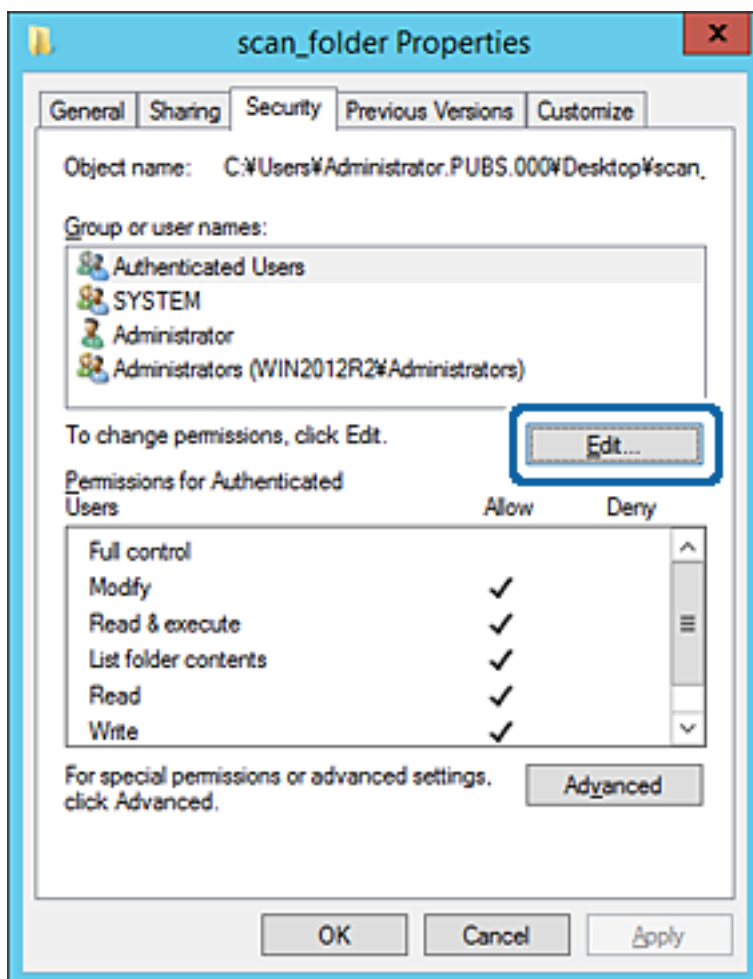 scan_folder Properties
x
General Sharing Security Previous Versions Customize
Object name: C:¥Users¥Administrator.PUBS.000¥Desktop¥scan_
Group or user names:
Authenticated Users
SYSTEM
Administrator
Administrators (WIN2012R2¥Administrators)
To change permissions, click Edit.
Edit...
Permissions for Authenticated
Users Allow Deny
Full control
Modify
Read & execute
List folder contents
Read
Write
For special permissions or advanced settings,
click Advanced.
Advanced
OK Cancel Apply